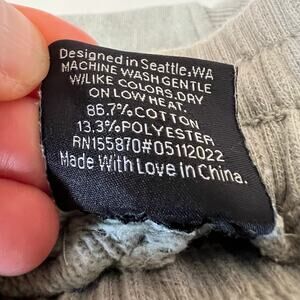 Designed in Seattle.WA
MACHINE WASH GENTLE
W/LIKE COLORS.DRY
ON LOW HEAT.
86.7%COTTON
13.3%POLYESTER
RN155870#05112022
Made With Love in China.